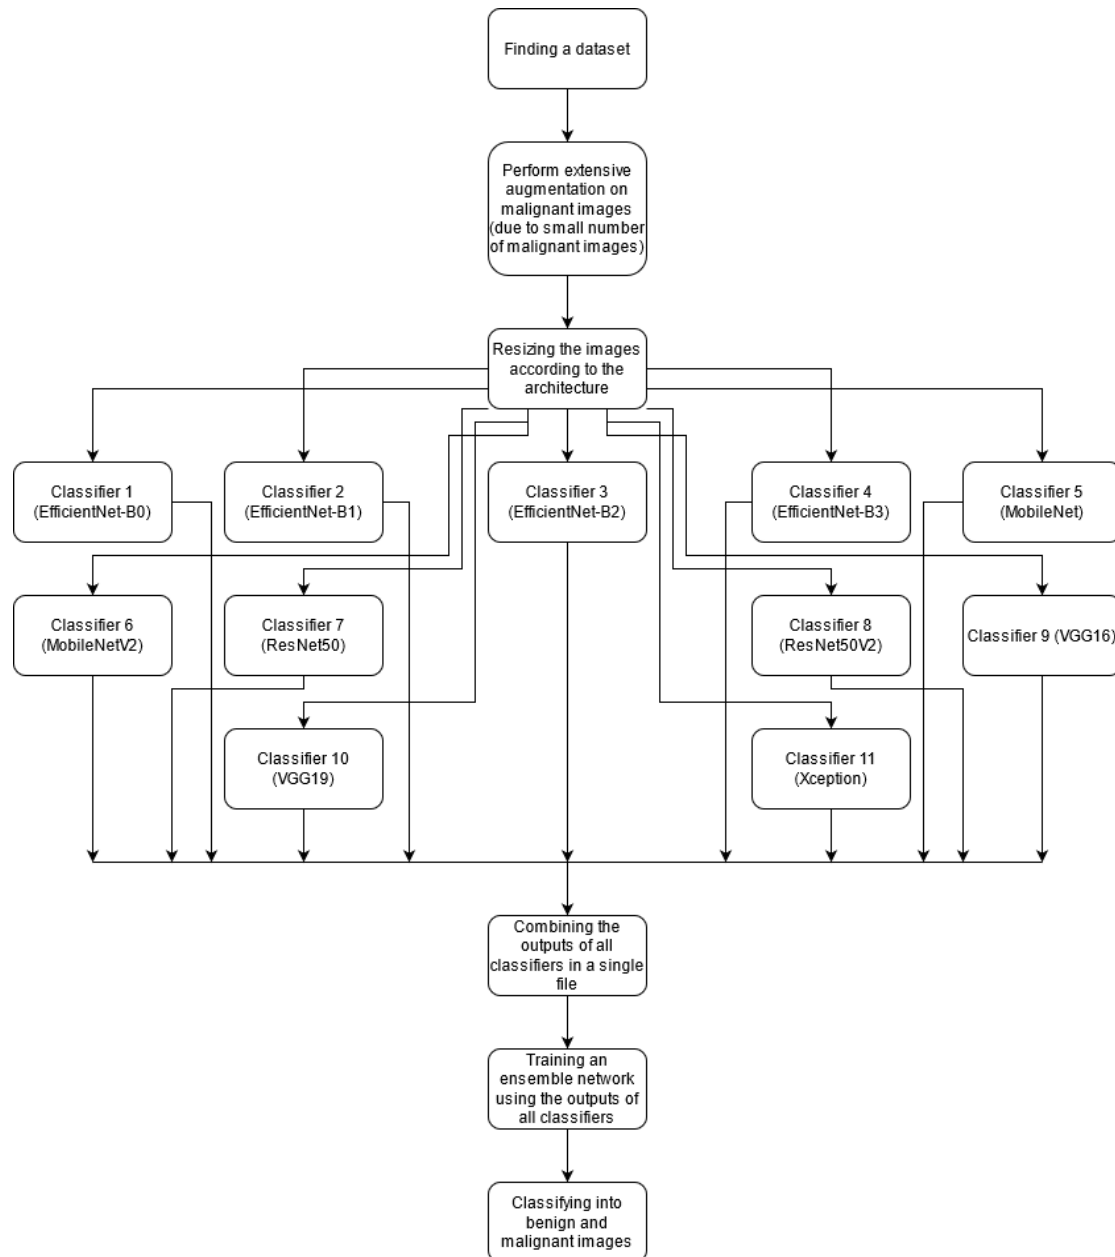 Finding a dataset
Perform extensive
augmentation on
malignant images
(due to small number
of malignant images)
Resizing the images
according to the
architecture
Classifier 1
(EfficientNet-B0)
Classifier 2
(EfficientNet-B1)
Classifier 3
(EfficientNet-B2)
Classifier 4
(EfficientNet-B3)
Classifier 5
(MobileNet)
Classifier 6
(MobileNetV2)
Classifier 7
(ResNet50)
Classifier 8
(ResNet50V2)
Classifier 9 (VGG16)
Classifier 10
(VGG19)
Classifier 11
(Xception)
Combining the
outputs of all
classifiers in a single
file
Training an
ensemble network
using the outputs of
all classifiers
Classifying into
benign and
malignant images